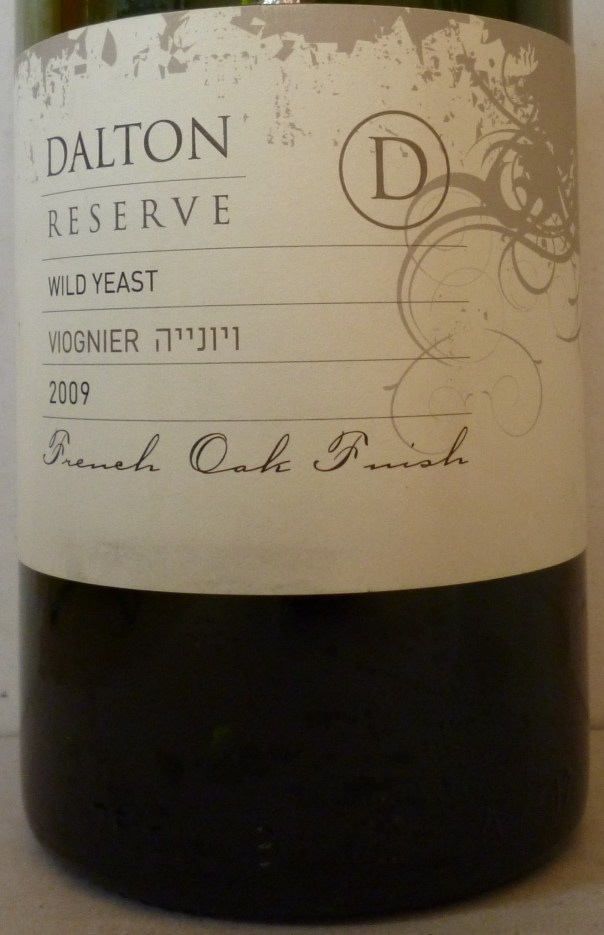 DALTON
D
RESERVE
WILD YEAST
VIOGNIER ויונייה
2009
French Oak Finish